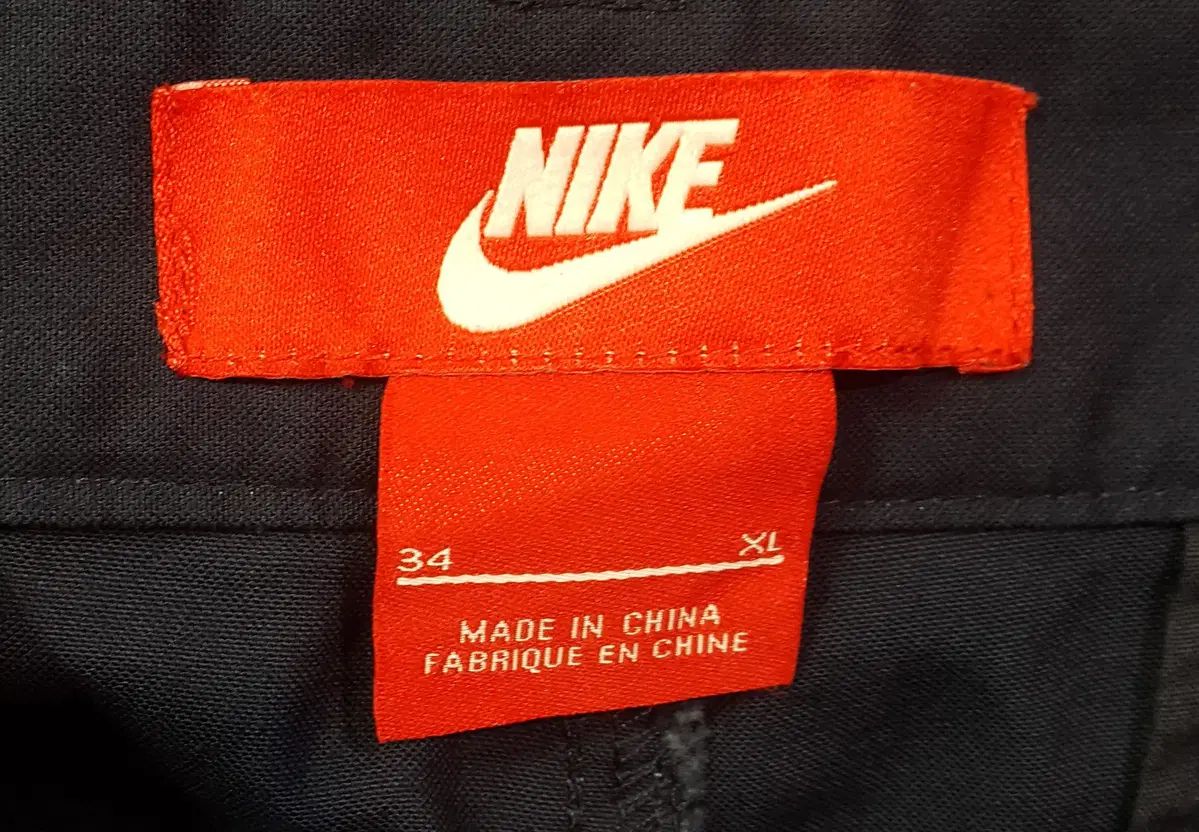 NIKE
34 XL
MADE IN CHINA
FABRIQUE EN CHINE